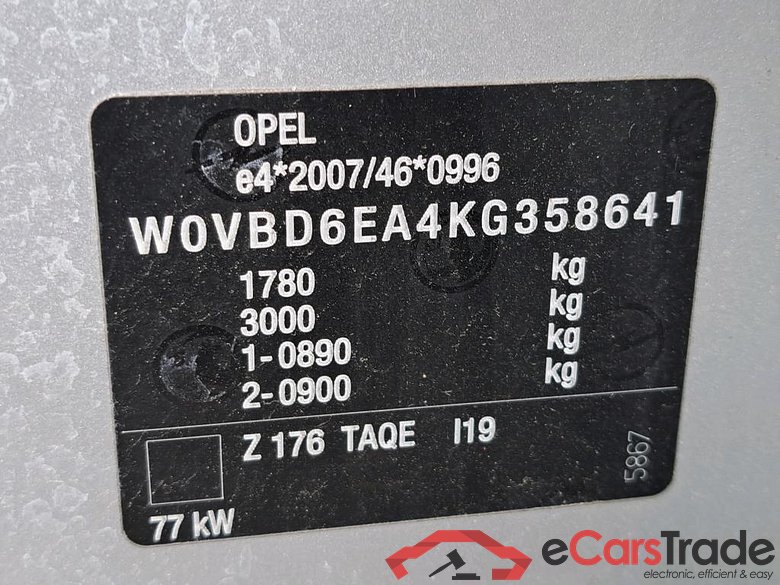 OPEL
e4*2007/46*0996
W0VBD6EA4KG358641
1780 kg
3000 kg
1-0890 kg
2-0900 kg
Z 176 TAQE I19
5867
77 kW
eCarsTrade
electronic, efficient & easy